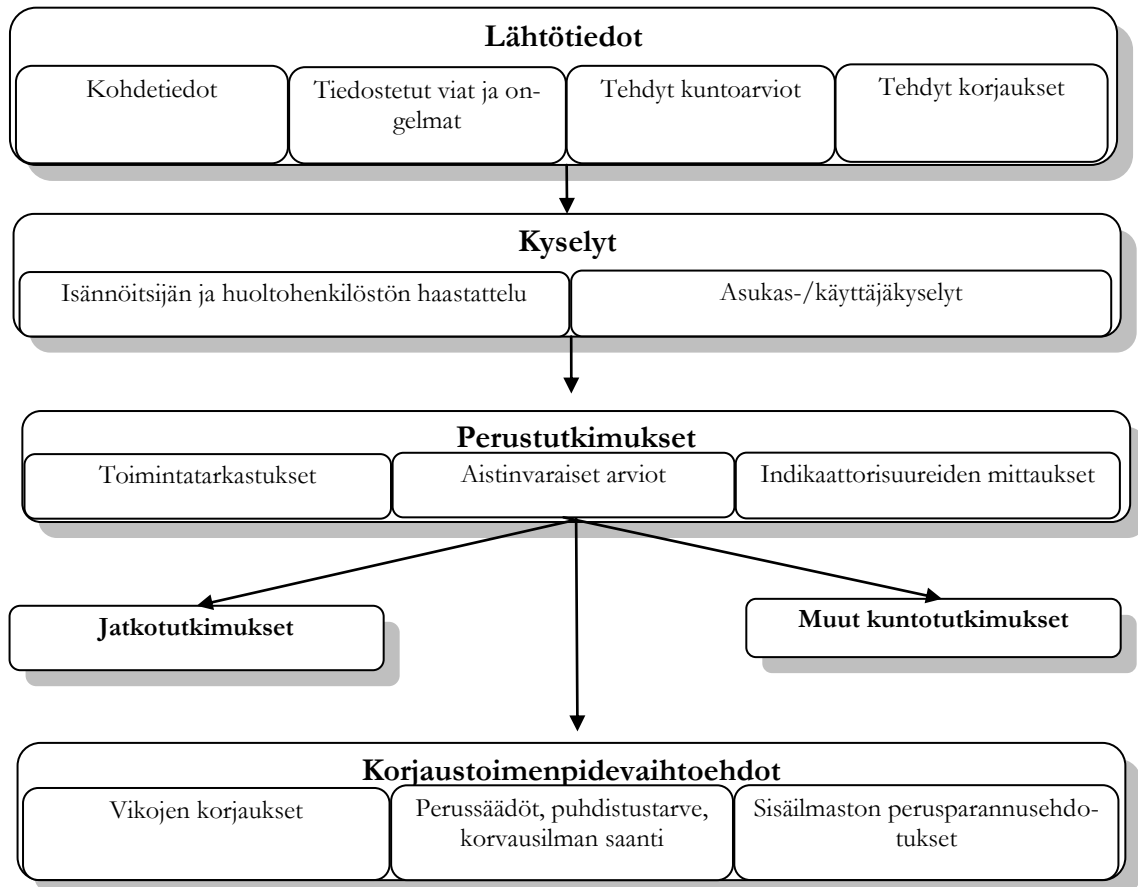 Lähtötiedot
Kohdetiedot
Tiedostetut viat ja on-
gelmat
Tehdyt kuntoarviot
Tehdyt korjaukset
Kyselyt
Isännöitsijän ja huoltohenkilöstön haastattelu
Asukas-/käyttäjäkyselyt
Perustutkimukset
Toimintatarkastukset
Aistinvaraiset arviot
Indikaattorisuureiden mittaukset
Jatkotutkimukset
Muut kuntotutkimukset
Korjaustoimenpidevaihtoehdot
Vikojen korjaukset
Perussäädöt, puhdistustarve,
korvausilman saanti
Sisäilmaston perusparannusehdo-
tukset